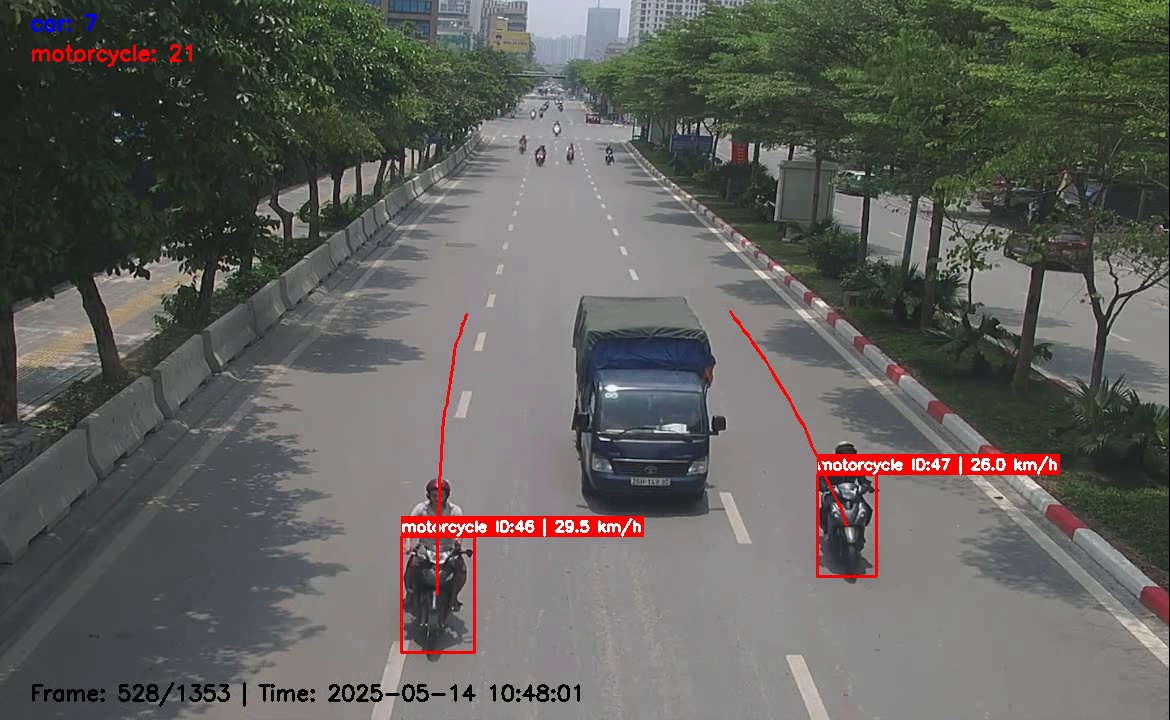 car: 7
motorcycle: 21
motorcycle ID:47 | 26.0 km/h
motorcycle ID:46 | 29.5 km/h
Frame: 528/1353 | Time: 2025-05-14 10:48:01